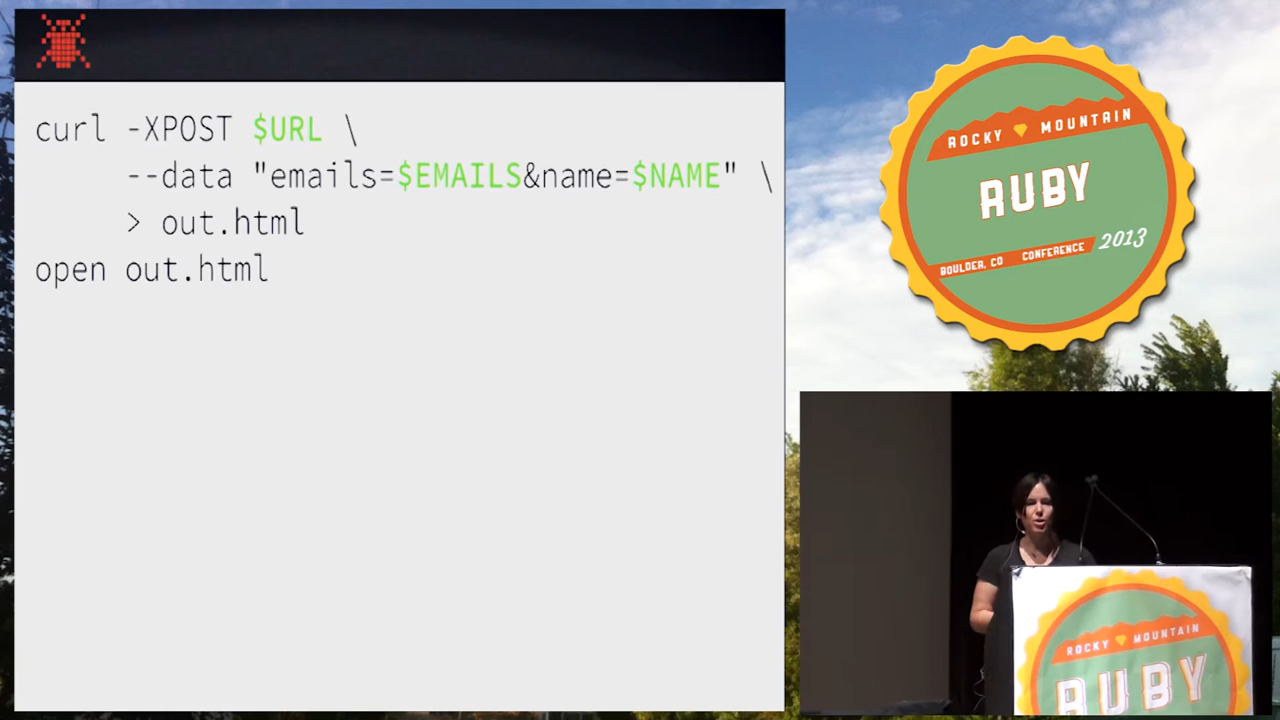 curl -XPOST $URL \
--data "emails=$EMAILS&name=$NAME" \
> out.html
open out.html
ROCKY MOUNTAIN
RUBY
BOULDER, CO CONFERENCE 2013
ROCKY MOUNTAIN
RUBY